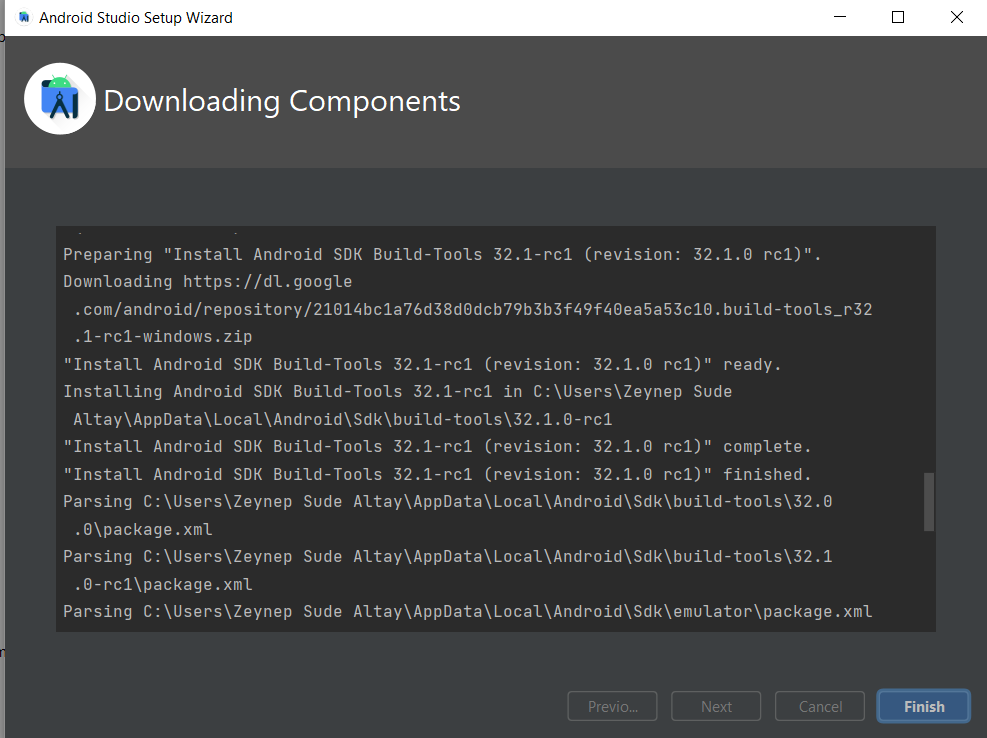 Android Studio Setup Wizard
Downloading Components
Preparing "Install Android SDK Build-Tools 32.1-rc1 (revision: 32.1.0 rc1)".
Downloading https://dl.google
.com/android/repository/21014bc1a76d38d0dcb79b3b3f49f40ea5a53c10.build-tools_r32
.1-rc1-windows.zip
"Install Android SDK Build-Tools 32.1-rc1 (revision: 32.1.0 rc1)" ready.
Installing Android SDK Build-Tools 32.1-rc1 in C:\Users\Zeynep Sude
Altay\AppData\Local\Android\Sdk\build-tools\32.1.0-rc1
"Install Android SDK Build-Tools 32.1-rc1 (revision: 32.1.0 rc1)" complete.
"Install Android SDK Build-Tools 32.1-rc1 (revision: 32.1.0 rc1)" finished.
Parsing C:\Users\Zeynep Sude Altay\AppData\Local\Android\Sdk\build-tools\32.0
.0\package.xml
Parsing C:\Users\Zeynep Sude Altay\AppData\Local\Android\Sdk\build-tools\32.1
.0-rc1\package.xml
Parsing C:\Users\Zeynep Sude Altay\AppData\Local\Android\Sdk\emulator\package.xml
Previo... Next Cancel Finish